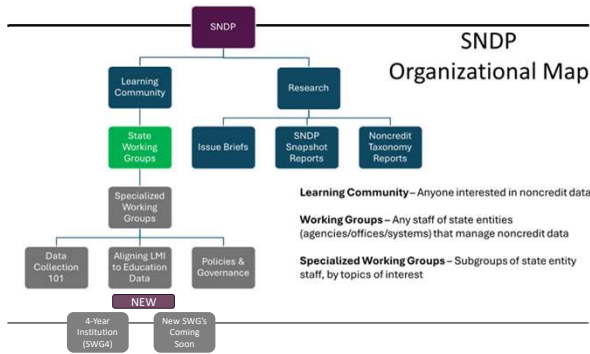 SNDP
SNDP
Organizational Map
Learning
Community
Research
State
Working
Groups
Issue Briefs
SNDP
Snapshot
Reports
Noncredit
Taxonomy
Reports
Specialized
Working
Groups
Learning Community – Anyone interested in noncredit data
Working Groups – Any staff of state entities
(agencies/offices/systems) that manage noncredit data
Specialized Working Groups – Subgroups of state entity
staff, by topics of interest
Data
Collection
101
Aligning LMI
to Education
Data
Policies &
Governance
NEW
4-Year
Institution
(SWG4)
New SWG's
Coming
Soon